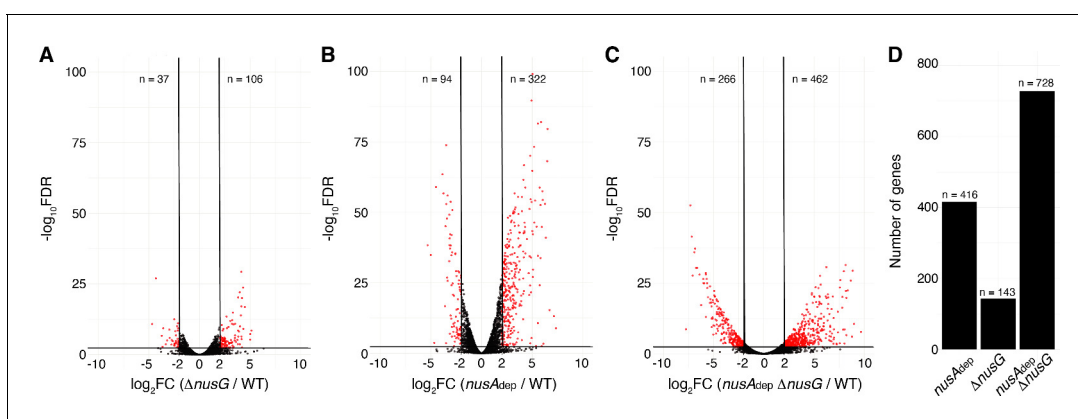 A
100
75
50
25
0
-log10FDR
n = 37
n = 106
-10
-5
-2
0
2
5
10
log2FC (ΔnusG / WT)
B
100
75
50
25
0
-log10FDR
n = 94
n = 322
-10
-5
-2
0
2
5
10
log2FC (nusAdep / WT)
C
100
75
50
25
0
-log10FDR
n = 266
n = 462
-10
-5
-2
0
2
5
10
log2FC (nusAdep ΔnusG / WT)
D
800
600
400
200
0
Number of genes
n = 416
n = 143
n = 728
nusAdep
ΔnusG
nusAdep
ΔnusG